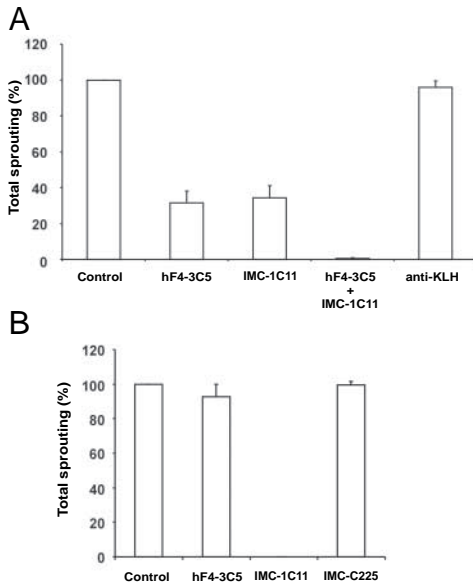 A
Total sprouting (%)
120
100
80
60
40
20
0
Control hF4-3C5 IMC-1C11 hF4-3C5 anti-KLH
+
IMC-1C11
B
Total sprouting (%)
120
100
80
60
40
20
0
Control hF4-3C5 IMC-1C11 IMC-C225